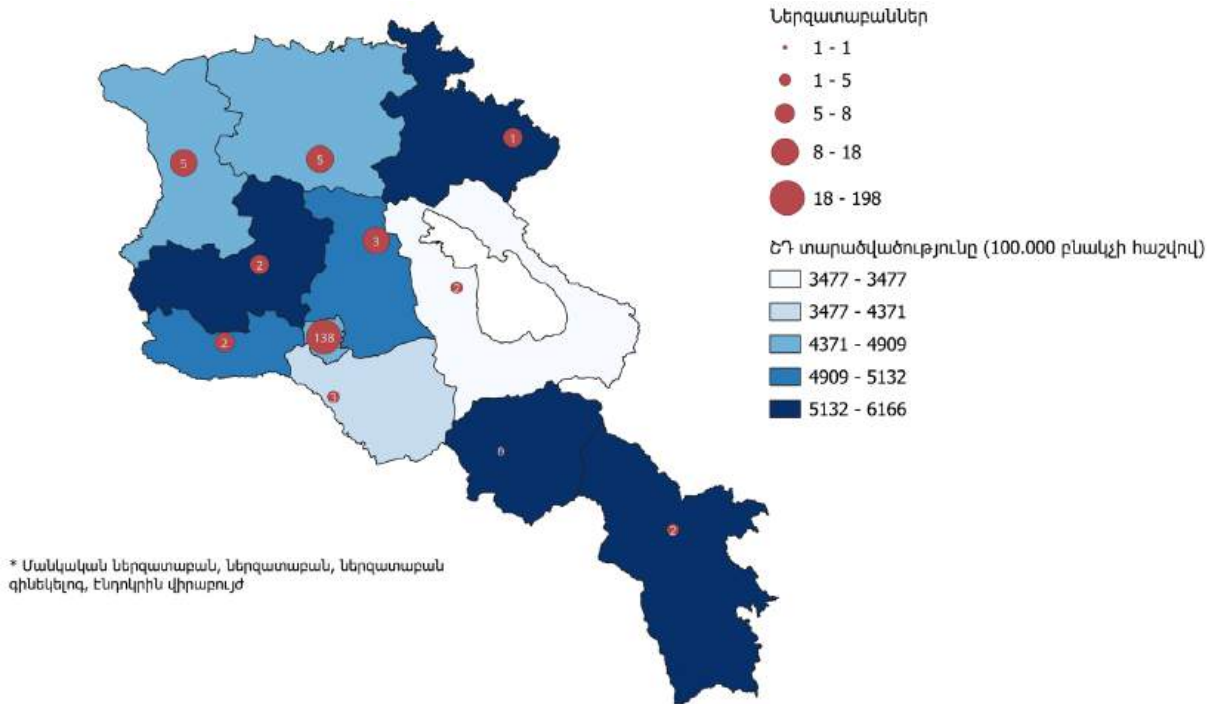 Ներզատաբաններ
1 - 1
1 - 5
5 - 8
8 - 18
18 - 198
ՇԴ տարածվածությունը (100.000 բնակչի հաշվով)
3477 - 3477
3477 - 4371
4371 - 4909
4909 - 5132
5132 - 6166
1
5
5
3
2
2
2
138
3
0
2
* Մանկական ներզատաբան, ներզատաբան, ներզատաբան
գինեկելոգ, էնդոկրին վիրաբույժ